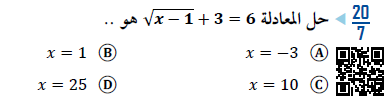 20/7 حل المعادلة √(x − 1) + 3 = 6 هو ..
x = −3 (A) x = 1 (B)
x = 10 (C) x = 25 (D)